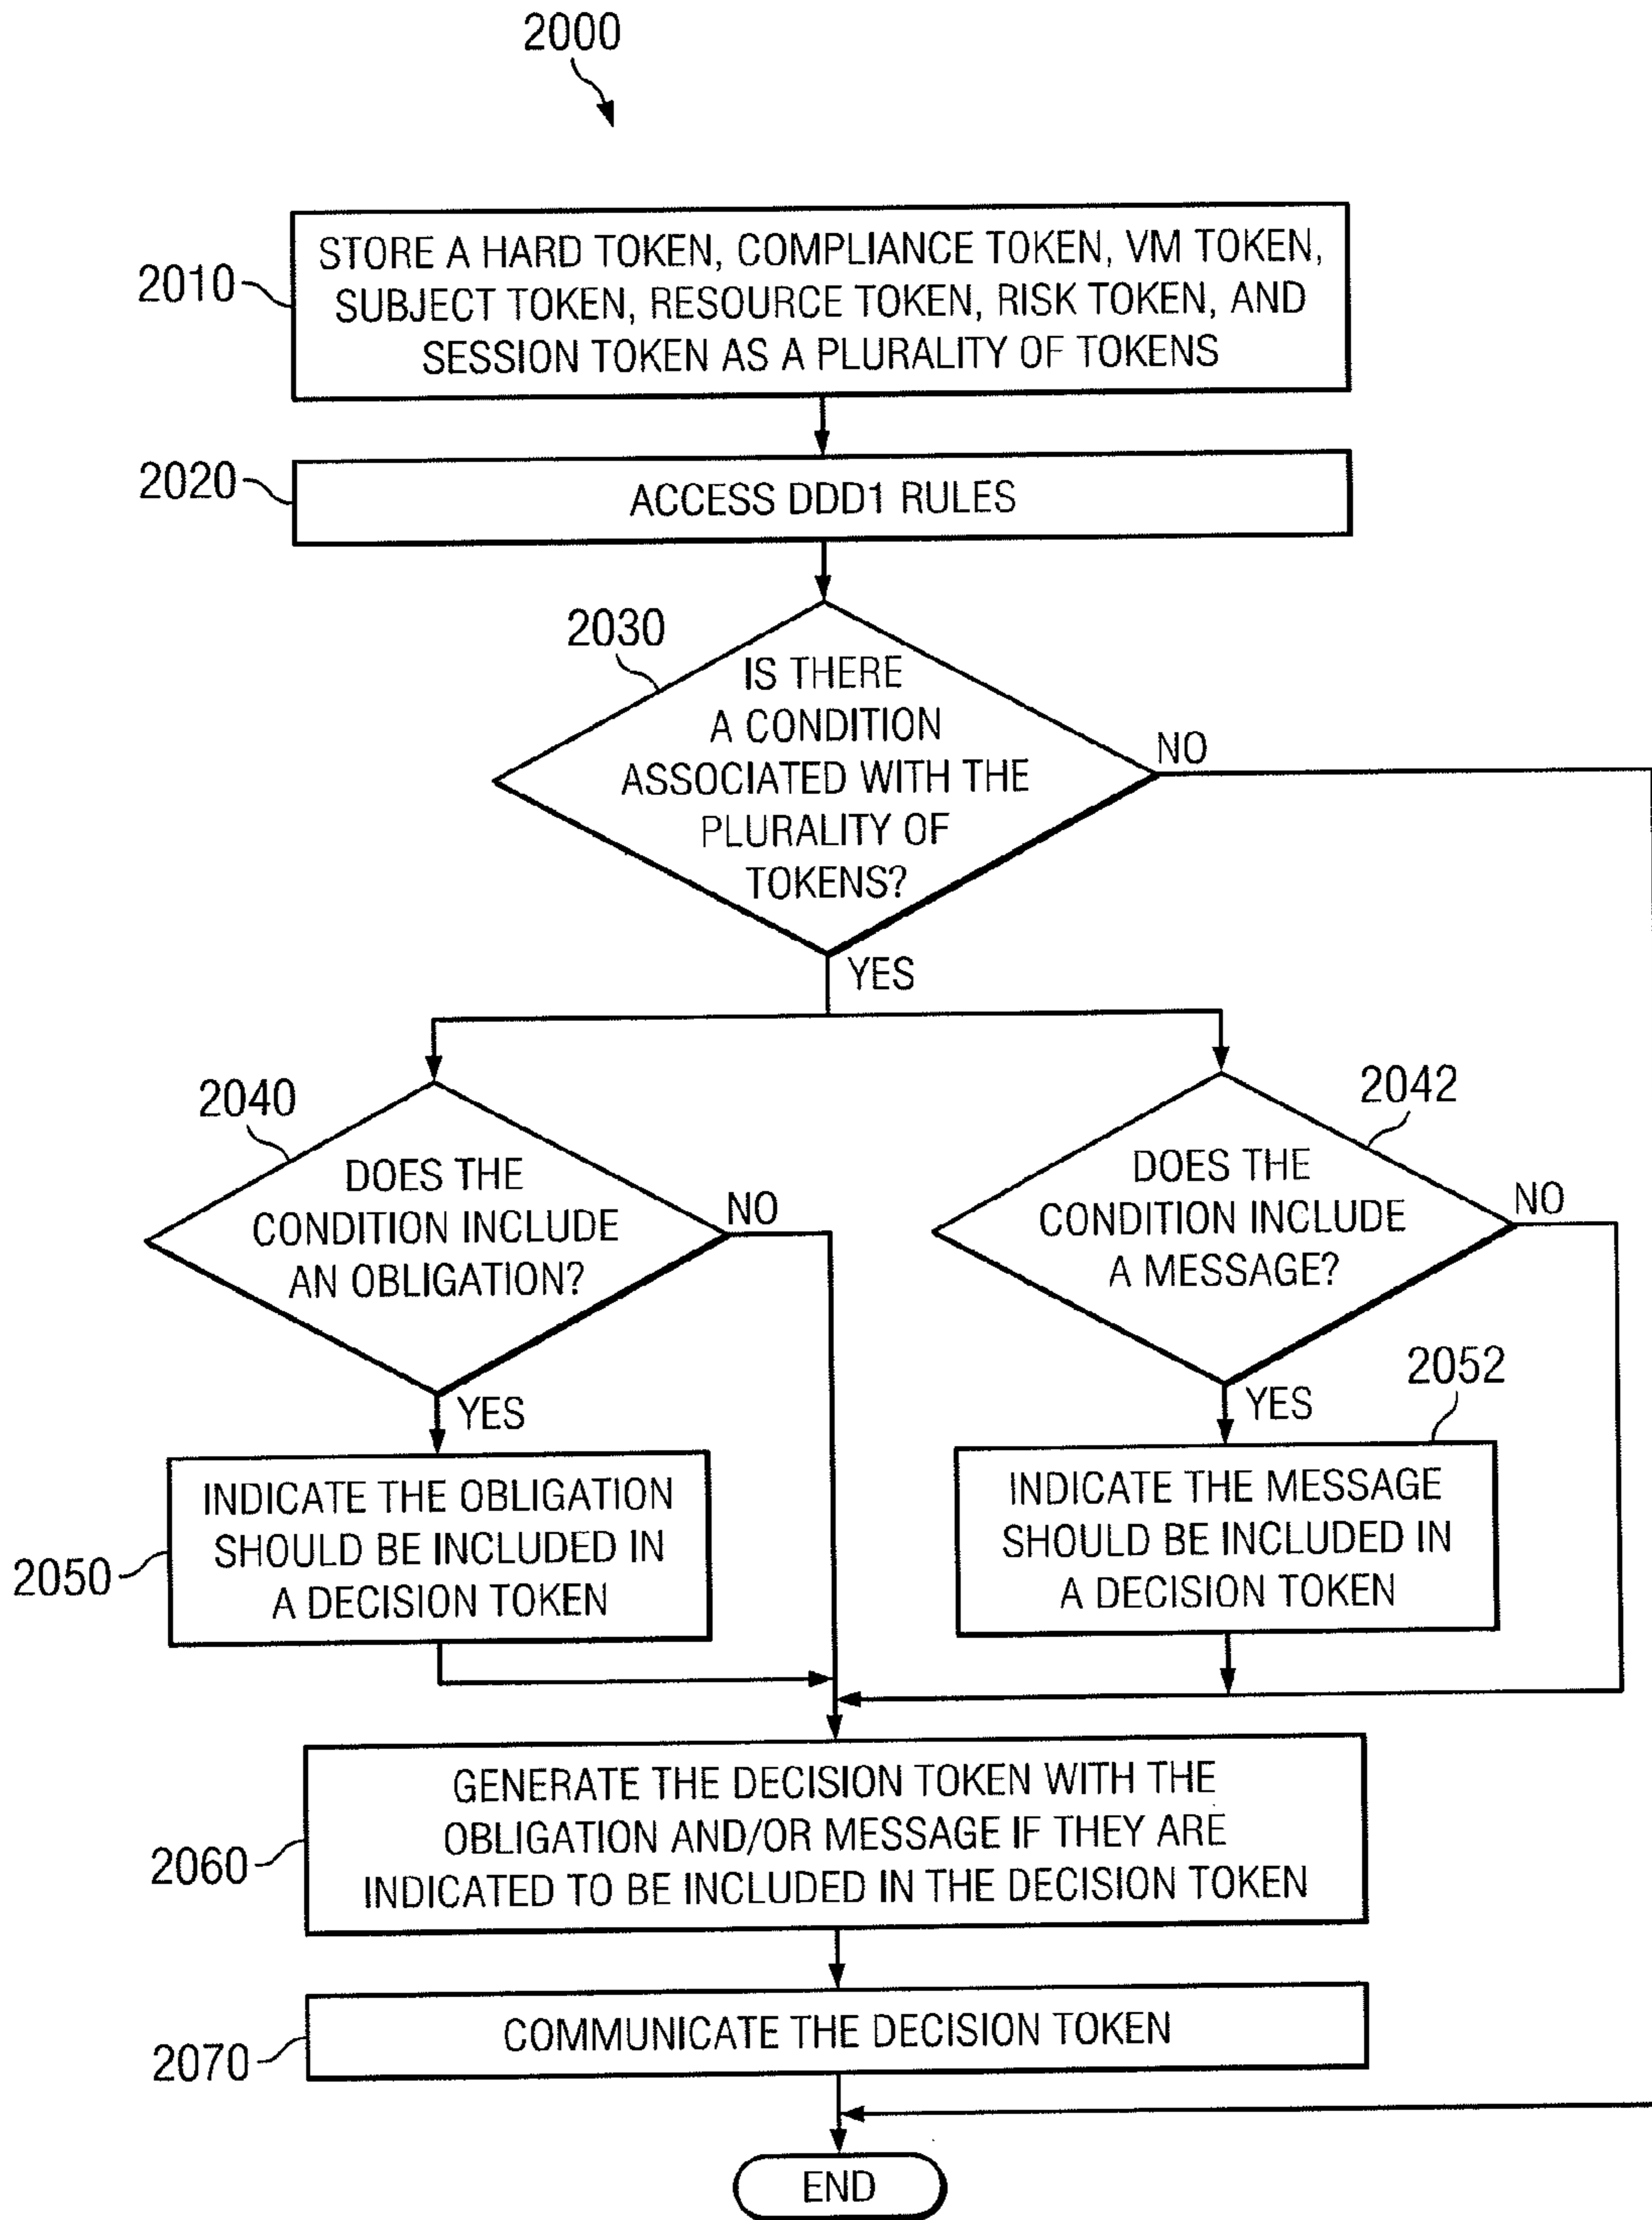 2000
2010
STORE A HARD TOKEN, COMPLIANCE TOKEN, VM TOKEN,
SUBJECT TOKEN, RESOURCE TOKEN, RISK TOKEN, AND
SESSION TOKEN AS A PLURALITY OF TOKENS
2020
ACCESS DDD1 RULES
2030
IS THERE
A CONDITION
ASSOCIATED WITH THE
PLURALITY OF
TOKENS?
NO
YES
2040
DOES THE
CONDITION INCLUDE
AN OBLIGATION?
NO
YES
2042
DOES THE
CONDITION INCLUDE
A MESSAGE?
NO
YES
2050
INDICATE THE OBLIGATION
SHOULD BE INCLUDED IN
A DECISION TOKEN
2052
INDICATE THE MESSAGE
SHOULD BE INCLUDED IN
A DECISION TOKEN
2060
GENERATE THE DECISION TOKEN WITH THE
OBLIGATION AND/OR MESSAGE IF THEY ARE
INDICATED TO BE INCLUDED IN THE DECISION TOKEN
2070
COMMUNICATE THE DECISION TOKEN
END